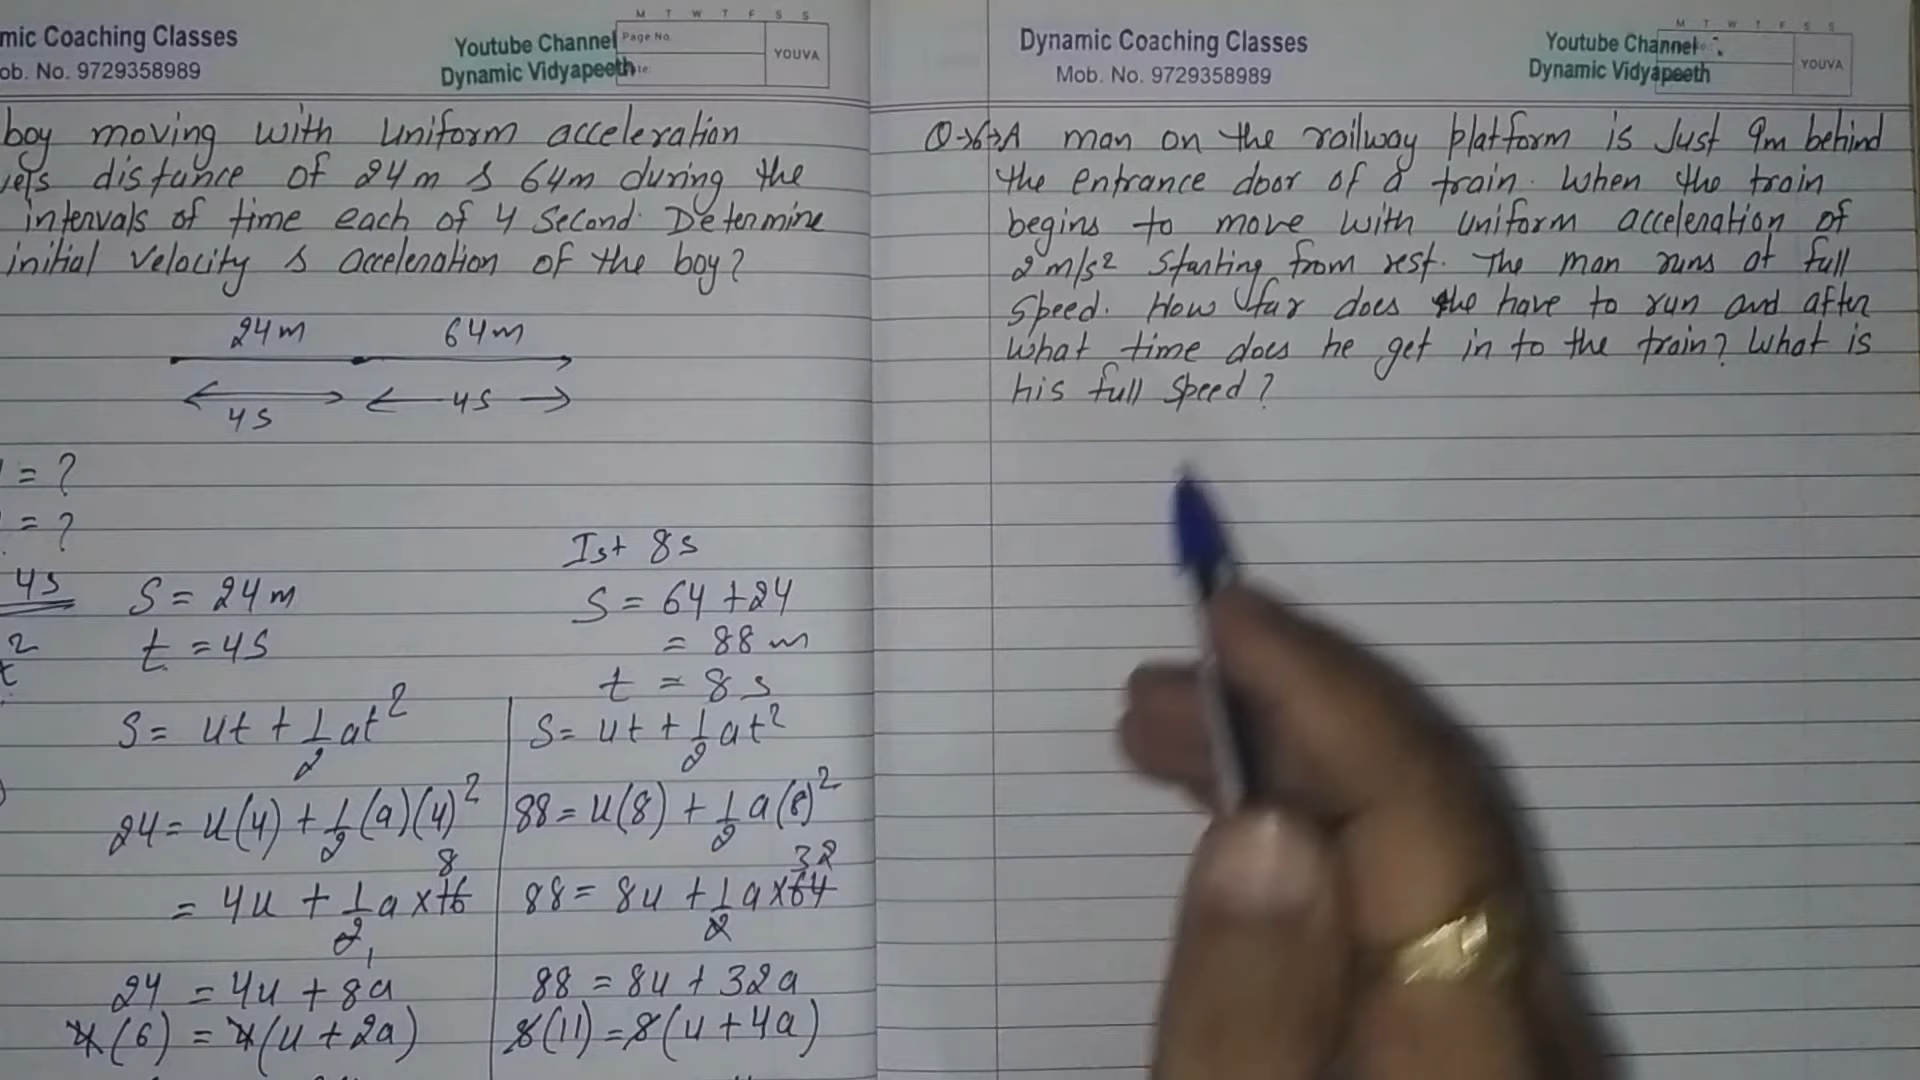 mic Coaching Classes
ob. No. 9729358989
Youtube Channel
Dynamic Vidyapeeth
M T W T F S S
Page No.
YOUVA
boy moving with uniform acceleration
distance of 24m & 64m during the
intervals of time each of 4 second. Determine
initial velocity & acceleration of the boy?
24m 64m
4s 4s
= ?
= ?
Ist 8s
4s S = 24m
S = 64 + 24
t = 4s
= 88 m
t = 8s
S = ut + 1/2 at²
S = ut + 1/2 at²
24 = u(4) + 1/2 (a)(4)²
88 = u(8) + 1/2 a(8)²
8
32
= 4u + 1/2 a × 16
88 = 8u + 1/2 a × 64
1
24 = 4u + 8a
88 = 8u + 32a
4(6) = 4(u + 2a)
8(11) = 8(u + 4a)
Dynamic Coaching Classes
Mob. No. 9729358989
Youtube Channel
Dynamic Vidyapeeth
M T W T F S S
YOUVA
Q→6→A man on the railway platform is Just 9m behind
the entrance door of a train. When the train
begins to move with uniform acceleration of
2 m/s² starting from rest. The man runs at full
speed. How far does the have to run and after
what time does he get in to the train? What is
his full speed?